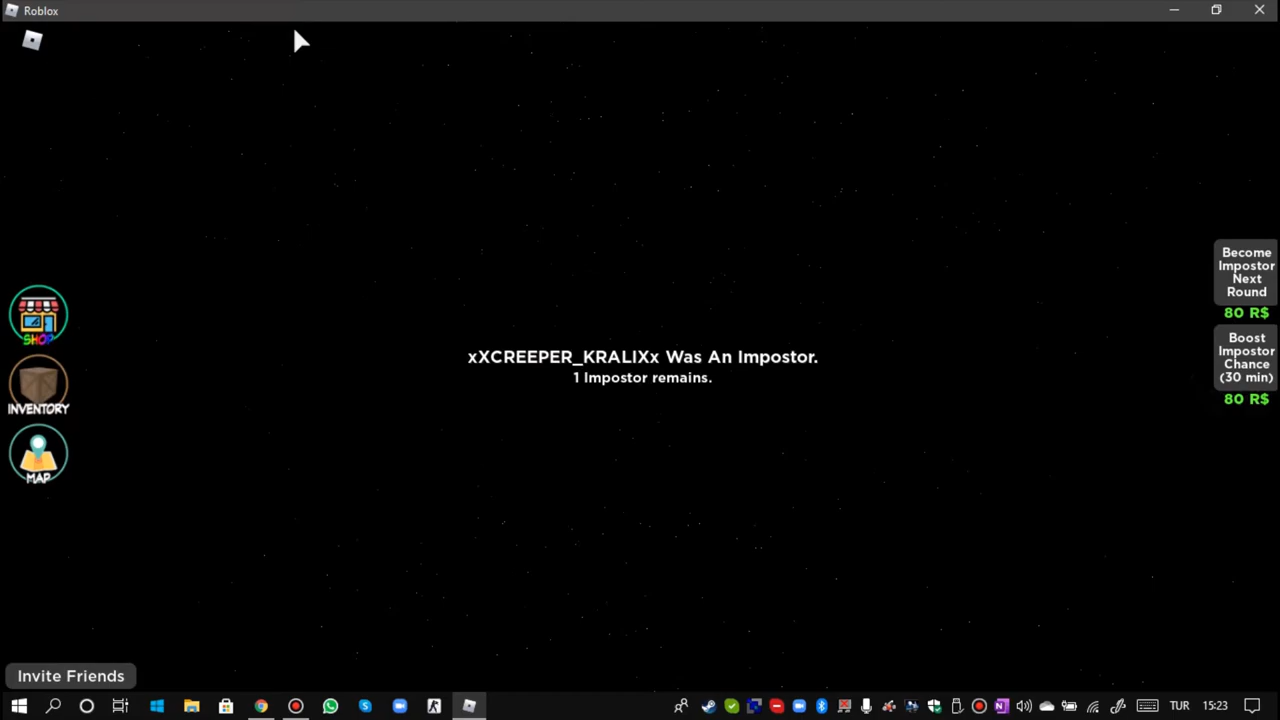 Roblox
xXCREEPER_KRALIXx Was An Impostor.
1 Impostor remains.
SHOP
INVENTORY
MAP
Become
Impostor
Next
Round
80 R$
Boost
Impostor
Chance
(30 min)
80 R$
Invite Friends
TUR 15:23